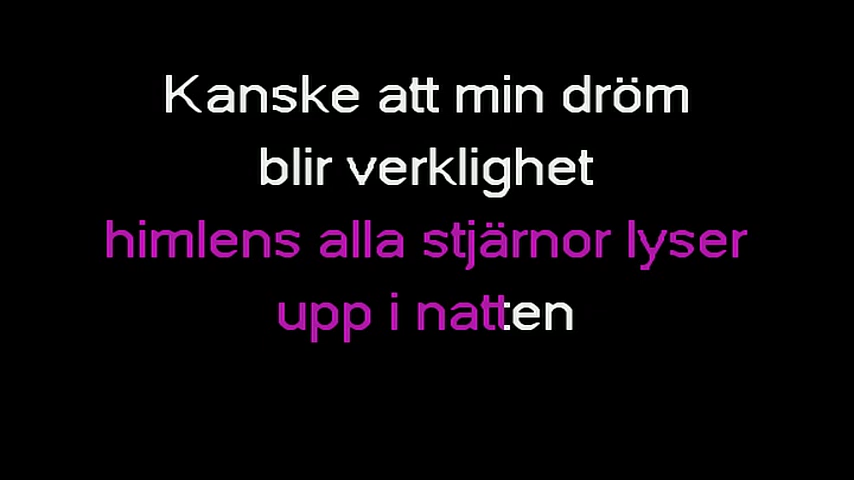 Kanske att min dröm
blir verklighet
himlens alla stjärnor lyser
upp i natten